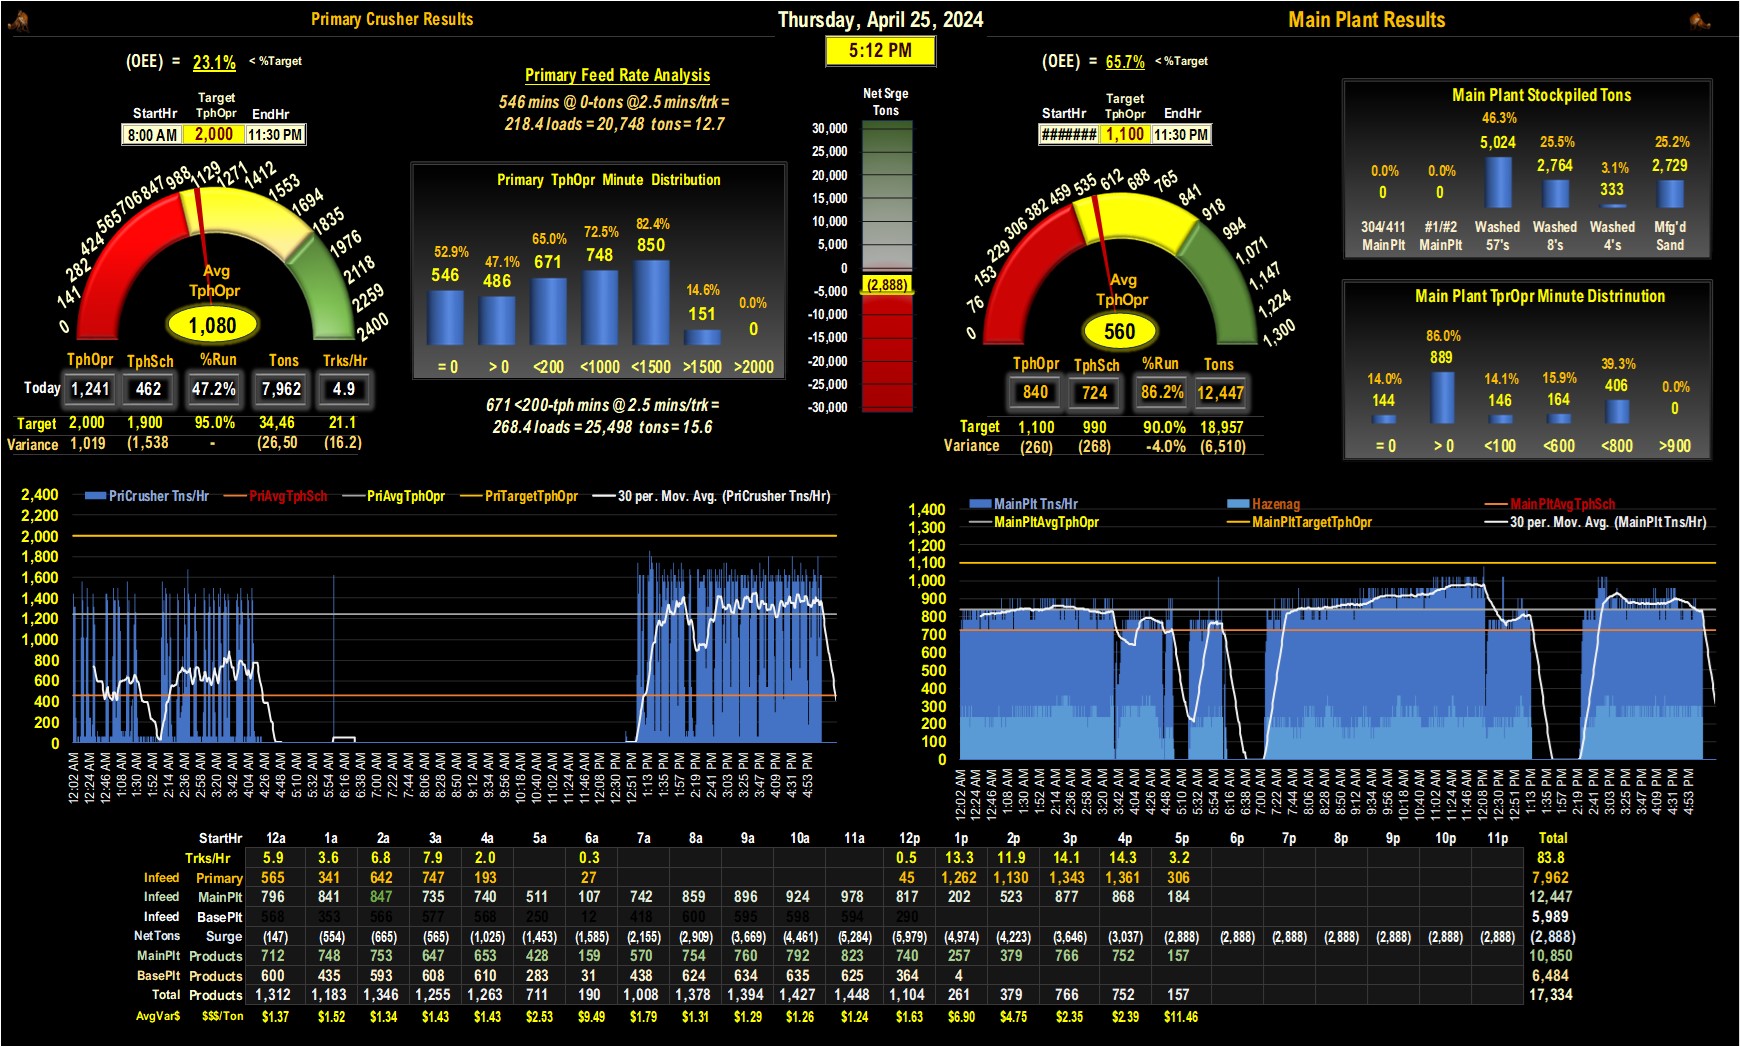 Primary Crusher Results
Thursday, April 25, 2024
Main Plant Results
5:12 PM
(OEE) = 23.1% < %Target
Target
StartHr TphOpr EndHr
8:00 AM 2,000 11:30 PM
0 141 282 424 565 706 847 988 1129 1271 1412 1553 1694 1835 1976 2118 2259 2400
Avg
TphOpr
1,080
TphOpr TphSch %Run Tons Trks/Hr
Today 1,241 462 47.2% 7,962 4.9
Target 2,000 1,900 95.0% 34,46 21.1
Variance 1,019 (1,538 - (26,50 (16.2)
Primary Feed Rate Analysis
546 mins @ 0-tons @2.5 mins/trk =
218.4 loads = 20,748 tons = 12.7
Primary TphOpr Minute Distribution
52.9% 47.1% 65.0% 72.5% 82.4% 14.6% 0.0%
546 486 671 748 850 151 0
= 0 > 0 <200 <1000 <1500 >1500 >2000
671 <200-tph mins @ 2.5 mins/trk =
268.4 loads = 25,498 tons = 15.6
Net Srge
Tons
30,000
25,000
20,000
15,000
10,000
5,000
0
(2,888)
-5,000
-10,000
-15,000
-20,000
-25,000
-30,000
(OEE) = 65.7% < %Target
Target
StartHr TphOpr EndHr
####### 1,100 11:30 PM
0 76 153 229 306 382 459 535 612 688 765 841 918 994 1,071 1,147 1,224 1,300
Avg
TphOpr
560
TphOpr TphSch %Run Tons
840 724 86.2% 12,447
Target 1,100 990 90.0% 18,957
Variance (260) (268) -4.0% (6,510)
Main Plant Stockpiled Tons
0.0% 0.0% 46.3% 25.5% 3.1% 25.2%
0 0 5,024 2,764 333 2,729
304/411 #1/#2 Washed Washed Washed Mfg'd
MainPlt MainPlt 57's 8's 4's Sand
Main Plant TprOpr Minute Distrinution
14.0% 86.0% 14.1% 15.9% 39.3% 0.0%
144 889 146 164 406 0
= 0 > 0 <100 <600 <800 >900
PriCrusher Tns/Hr PriAvgTphSch PriAvgTphOpr PriTargetTphOpr 30 per. Mov. Avg. (PriCrusher Tns/Hr)
2,400
2,200
2,000
1,800
1,600
1,400
1,200
1,000
800
600
400
200
0
12:02 AM 12:24 AM 12:46 AM 1:08 AM 1:30 AM 1:52 AM 2:14 AM 2:36 AM 2:58 AM 3:20 AM 3:42 AM 4:04 AM 4:26 AM 4:48 AM 5:10 AM 5:32 AM 5:54 AM 6:16 AM 6:38 AM 7:00 AM 7:22 AM 7:44 AM 8:06 AM 8:28 AM 8:50 AM 9:12 AM 9:34 AM 9:56 AM 10:18 AM 10:40 AM 11:02 AM 11:24 AM 11:46 AM 12:08 PM 12:30 PM 12:51 PM 1:13 PM 1:35 PM 1:57 PM 2:19 PM 2:41 PM 3:03 PM 3:25 PM 3:47 PM 4:09 PM 4:31 PM 4:53 PM
MainPlt Tns/Hr Hazenag MainPltAvgTphSch
MainPltAvgTphOpr MainPltTargetTphOpr 30 per. Mov. Avg. (MainPlt Tns/Hr)
1,400
1,300
1,200
1,100
1,000
900
800
700
600
500
400
300
200
100
0
12:02 AM 12:24 AM 12:46 AM 1:08 AM 1:30 AM 1:52 AM 2:14 AM 2:36 AM 2:58 AM 3:20 AM 3:42 AM 4:04 AM 4:26 AM 4:48 AM 5:10 AM 5:32 AM 5:54 AM 6:16 AM 6:38 AM 7:00 AM 7:22 AM 7:44 AM 8:06 AM 8:28 AM 8:50 AM 9:12 AM 9:34 AM 9:56 AM 10:18 AM 10:40 AM 11:02 AM 11:24 AM 11:46 AM 12:08 PM 12:30 PM 12:51 PM 1:13 PM 1:35 PM 1:57 PM 2:19 PM 2:41 PM 3:03 PM 3:25 PM 3:47 PM 4:09 PM 4:31 PM 4:53 PM
StartHr 12a 1a 2a 3a 4a 5a 6a 7a 8a 9a 10a 11a 12p 1p 2p 3p 4p 5p 6p 7p 8p 9p 10p 11p Total
Trks/Hr 5.9 3.6 6.8 7.9 2.0 0.3 0.5 13.3 11.9 14.1 14.3 3.2 83.8
Infeed Primary 565 341 642 747 193 27 45 1,262 1,130 1,343 1,361 306 7,962
Infeed MainPlt 796 841 847 735 740 511 107 742 859 896 924 978 817 202 523 877 868 184 12,447
Infeed BasePlt 568 353 566 577 568 250 12 418 600 595 598 594 290 5,989
NetTons Surge (147) (554) (665) (565) (1,025) (1,453) (1,585) (2,155) (2,909) (3,669) (4,461) (5,284) (5,979) (4,974) (4,223) (3,646) (3,037) (2,888) (2,888) (2,888) (2,888) (2,888) (2,888) (2,888) (2,888)
MainPlt Products 712 748 753 647 653 428 159 570 754 760 792 823 740 257 379 766 752 157 10,850
BasePlt Products 600 435 593 608 610 283 31 438 624 634 635 625 364 4 6,484
Total Products 1,312 1,183 1,346 1,255 1,263 711 190 1,008 1,378 1,394 1,427 1,448 1,104 261 379 766 752 157 17,334
AvgVar$ $$$/Ton $1.37 $1.52 $1.34 $1.43 $1.43 $2.53 $9.49 $1.79 $1.31 $1.29 $1.26 $1.24 $1.63 $6.90 $4.75 $2.35 $2.39 $11.46